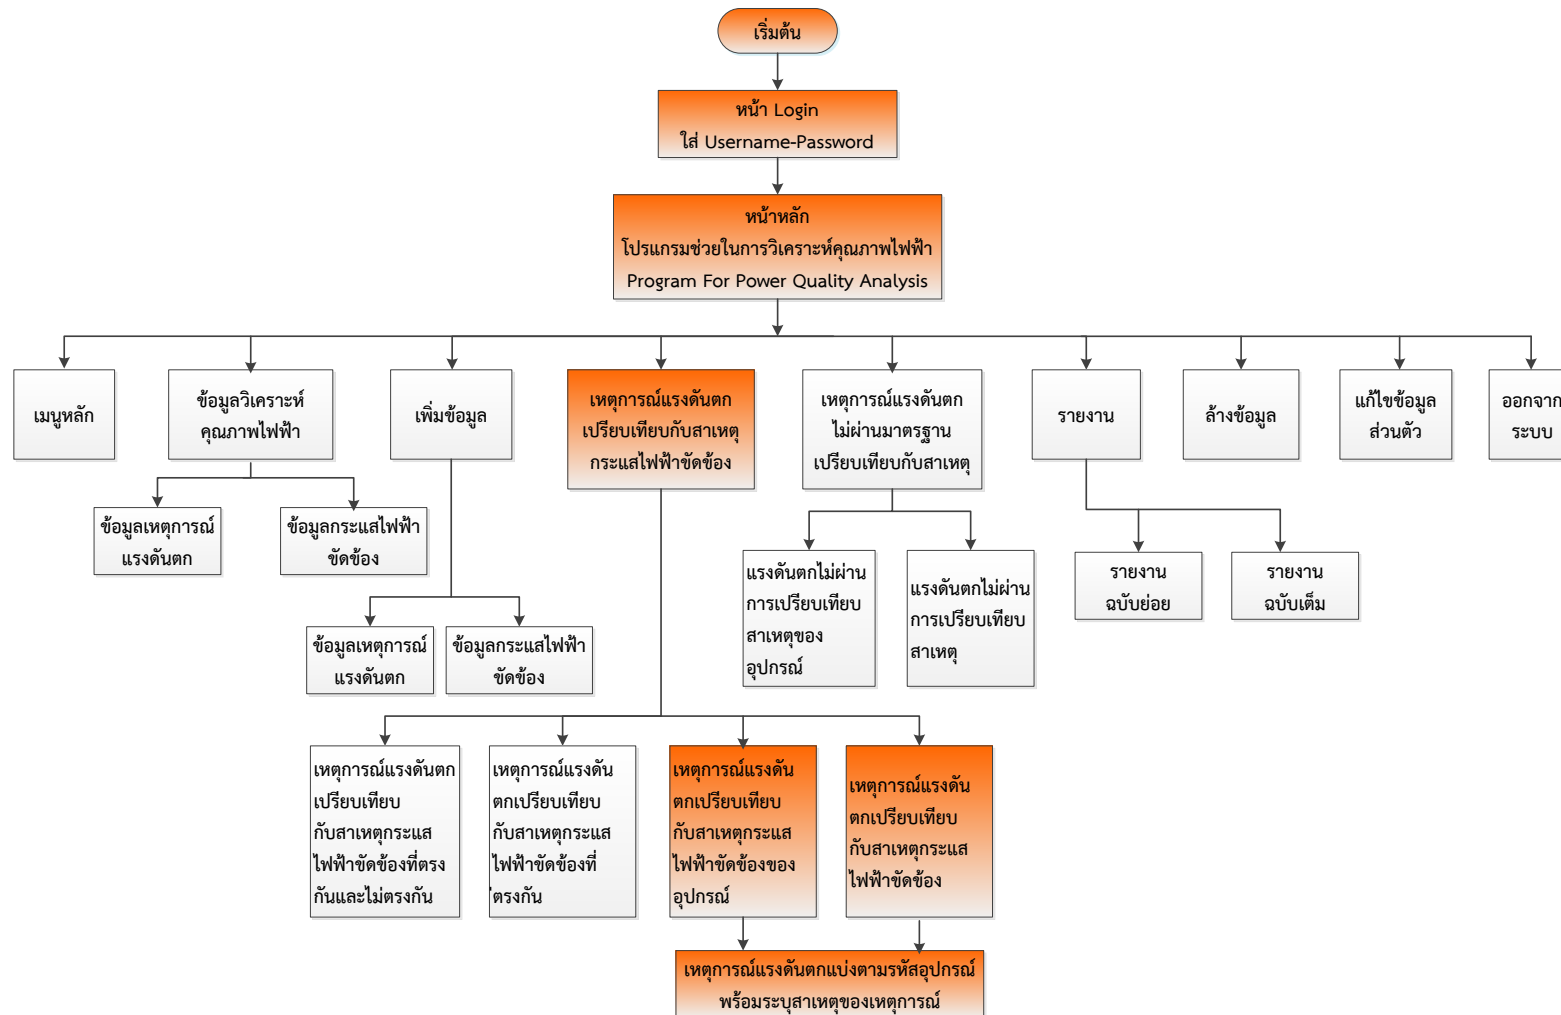 เริ่มต้น
หน้า Login
ใส่ Username-Password
หน้าหลัก
โปรแกรมช่วยในการวิเคราะห์คุณภาพไฟฟ้า
Program For Power Quality Analysis
เมนูหลัก
ข้อมูลวิเคราะห์
คุณภาพไฟฟ้า
เพิ่มข้อมูล
เหตุการณ์แรงดันตก
เปรียบเทียบกับสาเหตุ
กระแสไฟฟ้าขัดข้อง
เหตุการณ์แรงดันตก
ไม่ผ่านมาตรฐาน
เปรียบเทียบกับสาเหตุ
รายงาน
ล้างข้อมูล
แก้ไขข้อมูล
ส่วนตัว
ออกจาก
ระบบ
ข้อมูลเหตุการณ์
แรงดันตก
ข้อมูลกระแสไฟฟ้า
ขัดข้อง
ข้อมูลเหตุการณ์
แรงดันตก
ข้อมูลกระแสไฟฟ้า
ขัดข้อง
แรงดันตกไม่ผ่าน
การเปรียบเทียบ
สาเหตุของ
อุปกรณ์
แรงดันตกไม่ผ่าน
การเปรียบเทียบ
สาเหตุ
รายงาน
ฉบับย่อย
รายงาน
ฉบับเต็ม
เหตุการณ์แรงดันตก
เปรียบเทียบ
กับสาเหตุกระแส
ไฟฟ้าขัดข้องที่ตรง
กันและไม่ตรงกัน
เหตุการณ์แรงดัน
ตกเปรียบเทียบ
กับสาเหตุกระแส
ไฟฟ้าขัดข้องที่
ตรงกัน
เหตุการณ์แรงดัน
ตกเปรียบเทียบ
กับสาเหตุกระแส
ไฟฟ้าขัดข้องของ
อุปกรณ์
เหตุการณ์แรงดัน
ตกเปรียบเทียบ
กับสาเหตุกระแส
ไฟฟ้าขัดข้อง
เหตุการณ์แรงดันตกแบ่งตามรหัสอุปกรณ์
พร้อมระบุสาเหตุของเหตุการณ์